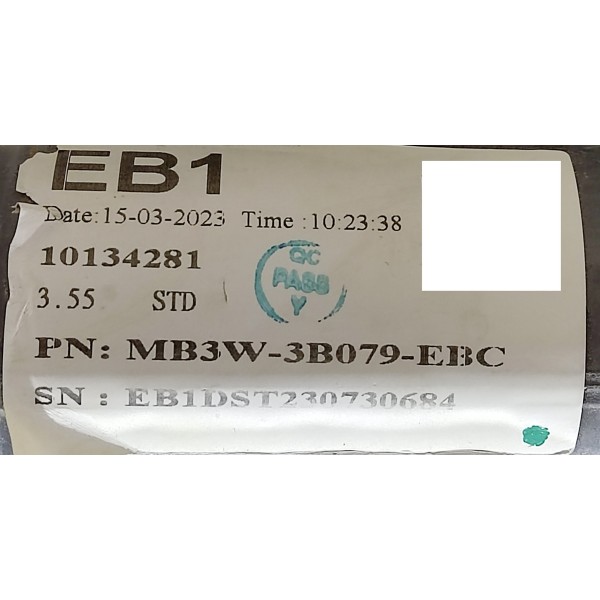 EB1
Date:15-03-2023 Time :10:23:38
10134281
QC
PASS
Y
3.55 STD
PN: MB3W-3B079-EBC
SN : EB1DST230730684